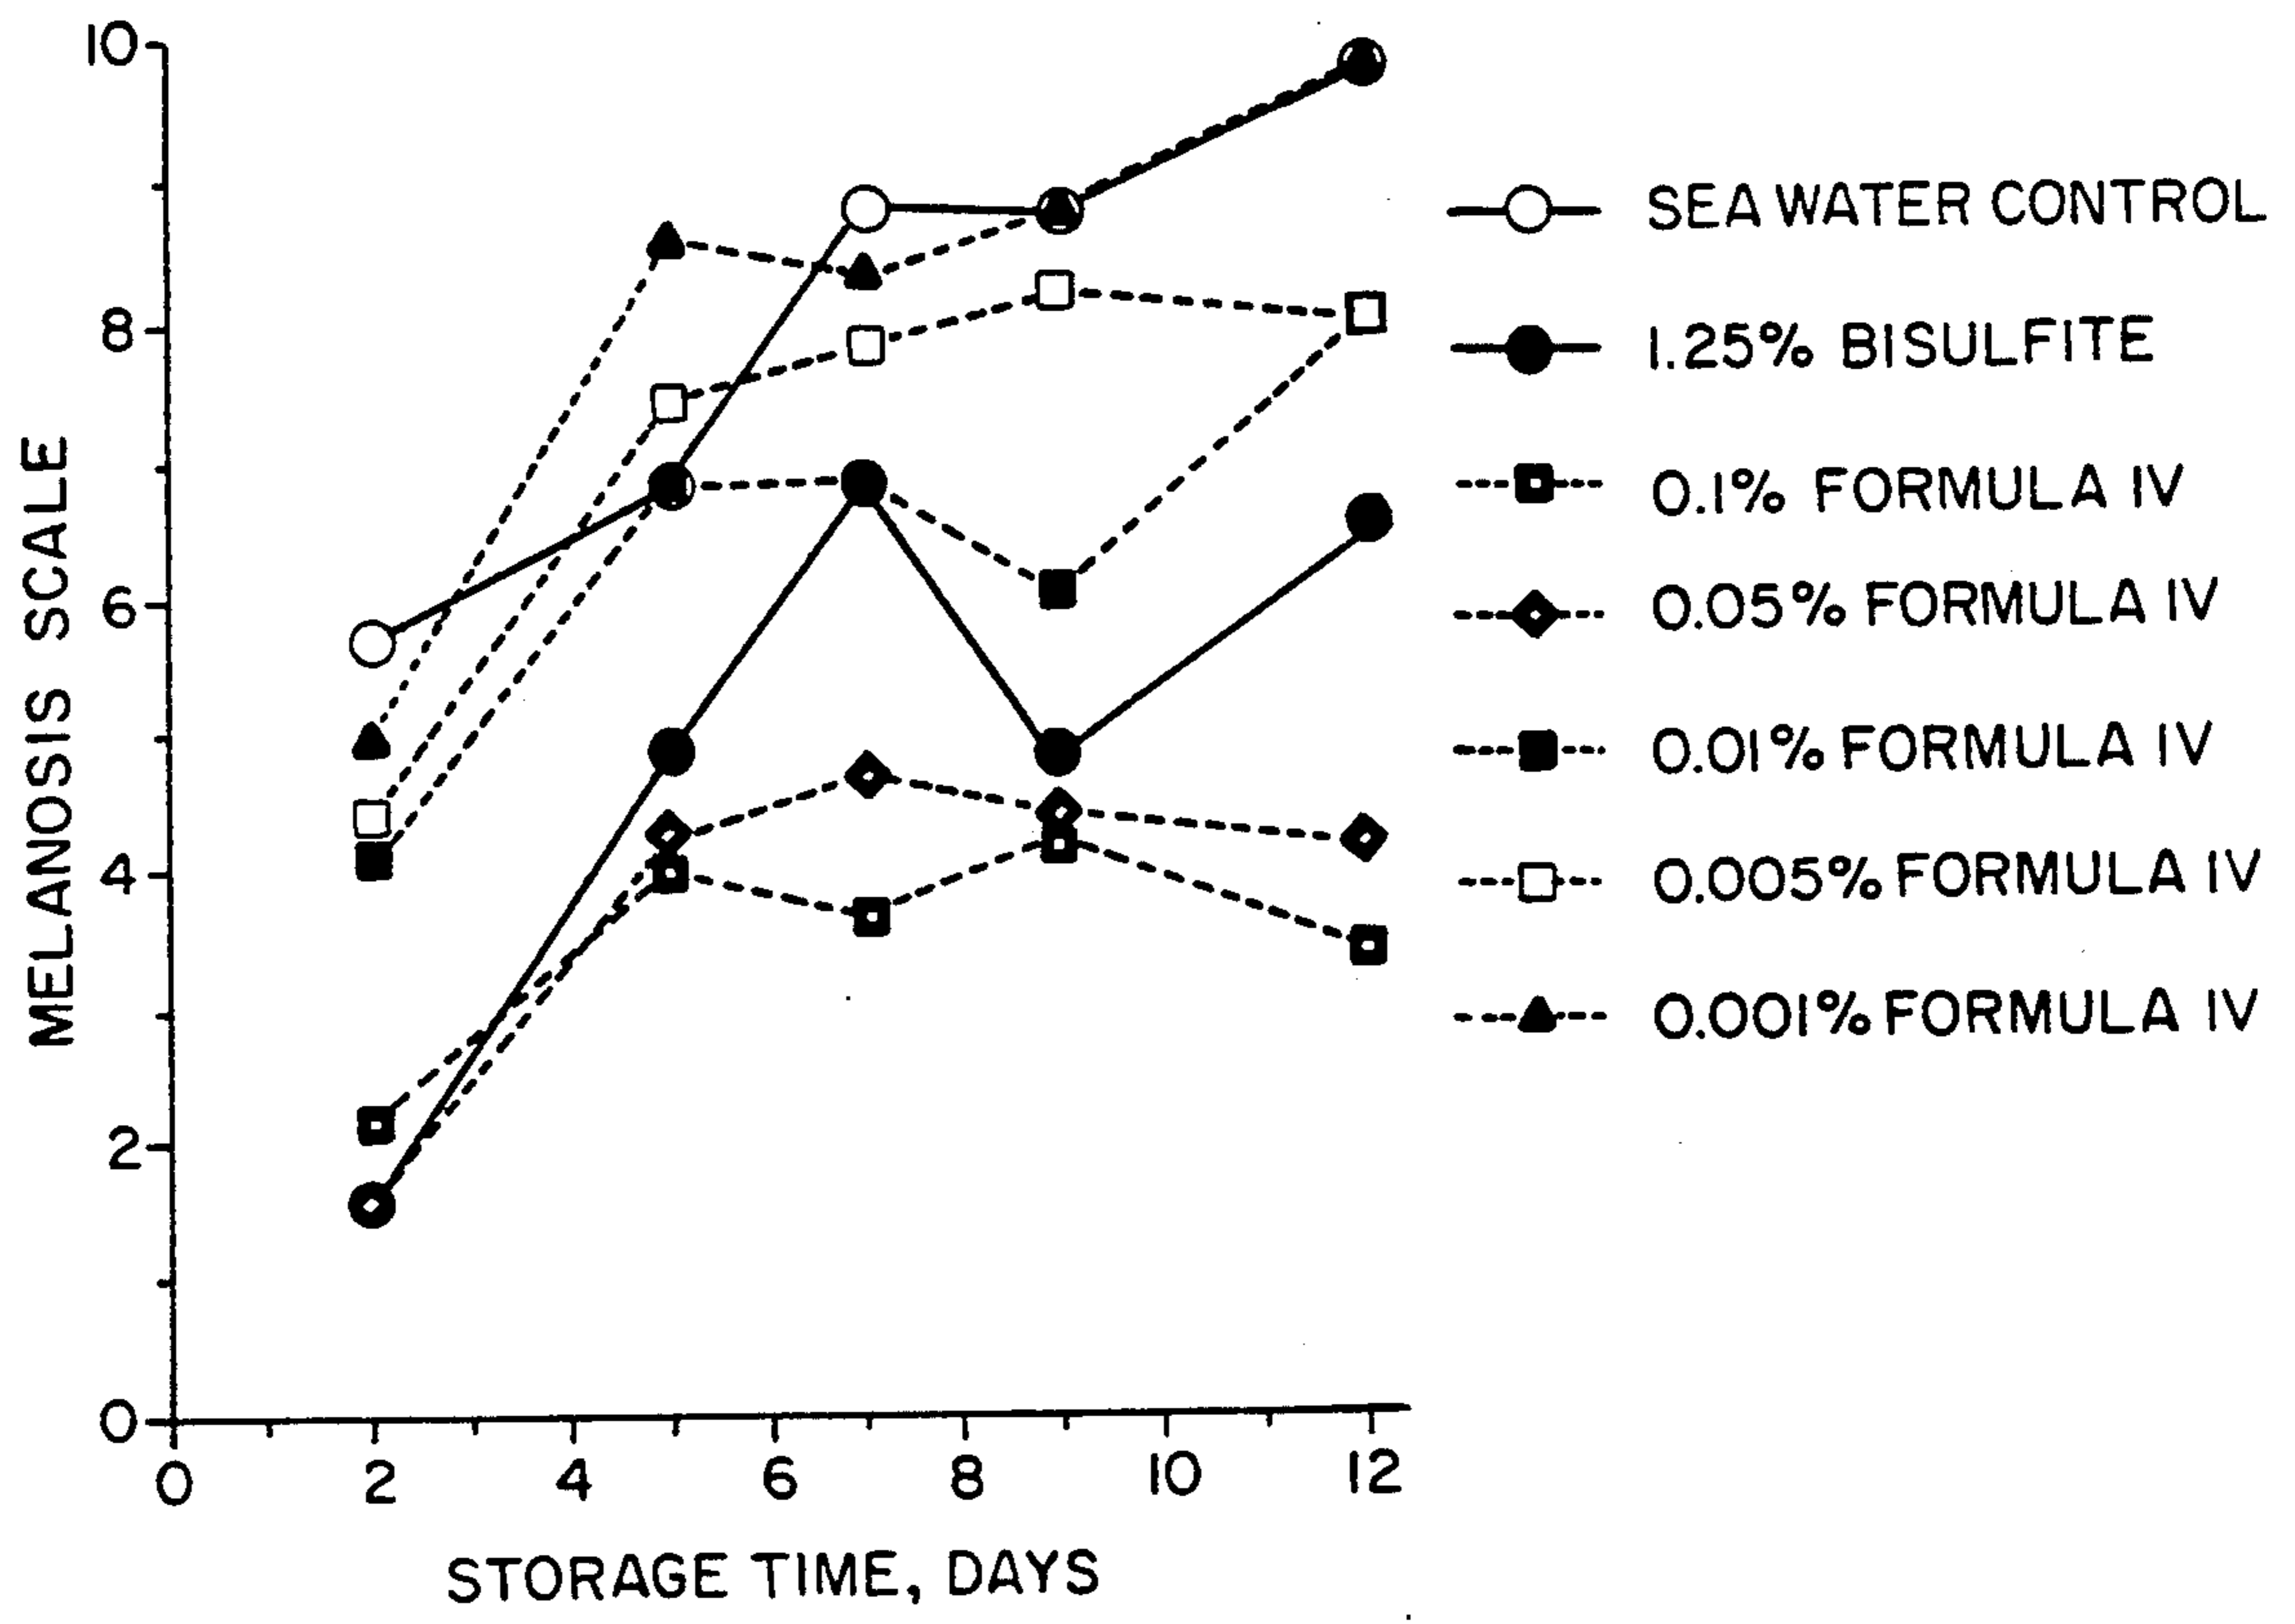 MELANOSIS SCALE
10
8
6
4
2
0
0 2 4 6 8 10 12
STORAGE TIME, DAYS
SEA WATER CONTROL
1.25% BISULFITE
0.1% FORMULA IV
0.05% FORMULA IV
0.01% FORMULA IV
0.005% FORMULA IV
0.001% FORMULA IV